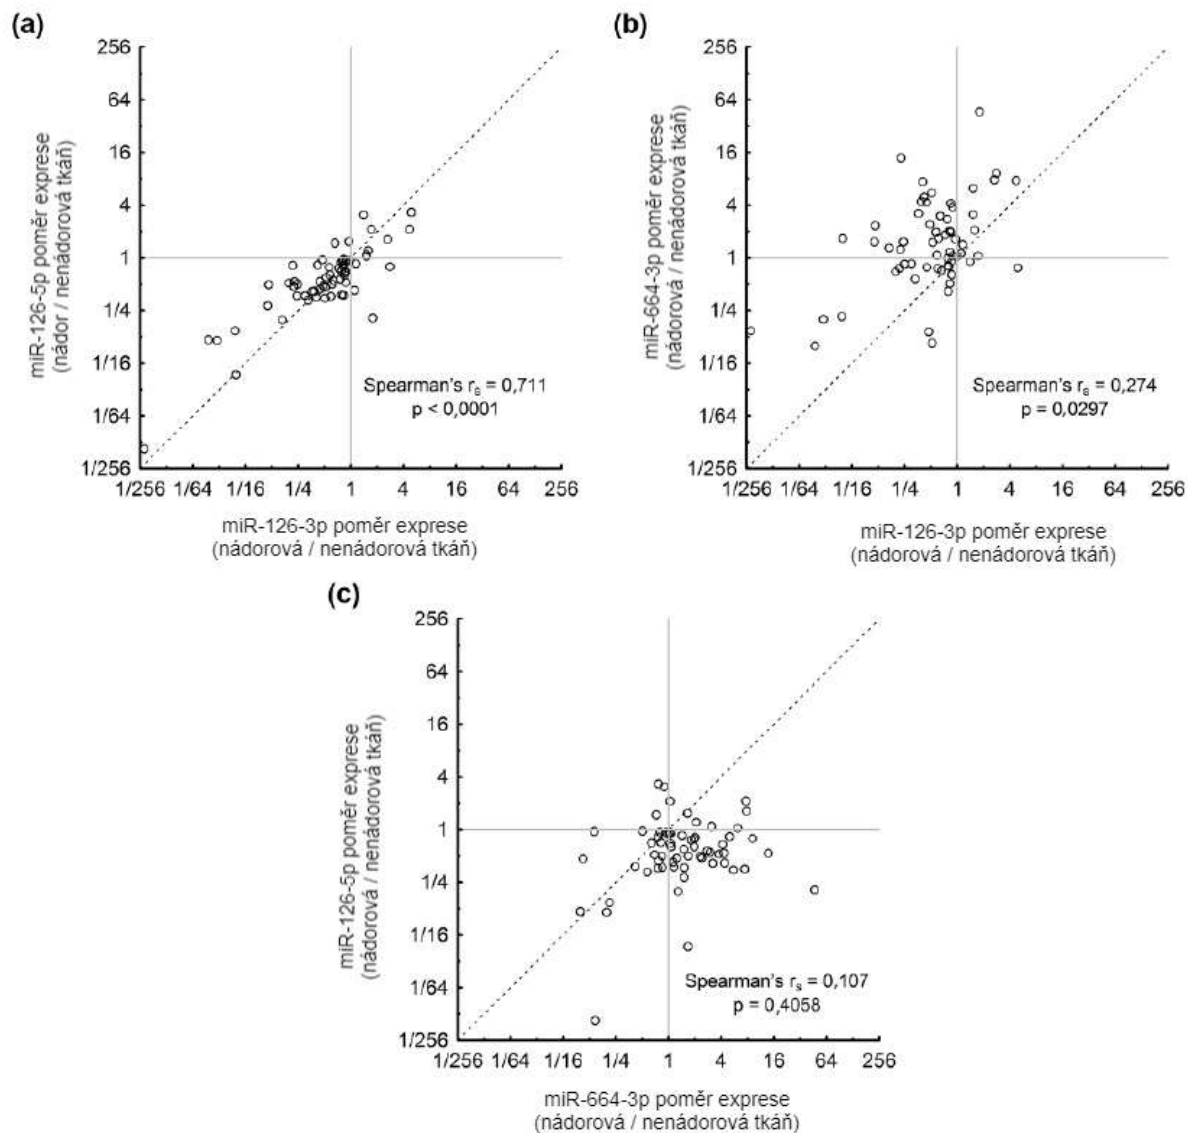 (a)
256
64
16
4
1
1/4
1/16
1/64
1/256
miR-126-5p poměr exprese
(nádor / nenádorová tkáň)
Spearman's rs = 0,711
p < 0,0001
1/256 1/64 1/16 1/4 1 4 16 64 256
miR-126-3p poměr exprese
(nádorová / nenádorová tkáň)
(b)
256
64
16
4
1
1/4
1/16
1/64
1/256
miR-664-3p poměr exprese
(nádorová / nenádorová tkáň)
Spearman's rs = 0,274
p = 0,0297
1/256 1/64 1/16 1/4 1 4 16 64 256
miR-126-3p poměr exprese
(nádorová / nenádorová tkáň)
(c)
256
64
16
4
1
1/4
1/16
1/64
1/256
miR-126-5p poměr exprese
(nádorová / nenádorová tkáň)
Spearman's rs = 0,107
p = 0,4058
1/256 1/64 1/16 1/4 1 4 16 64 256
miR-664-3p poměr exprese
(nádorová / nenádorová tkáň)